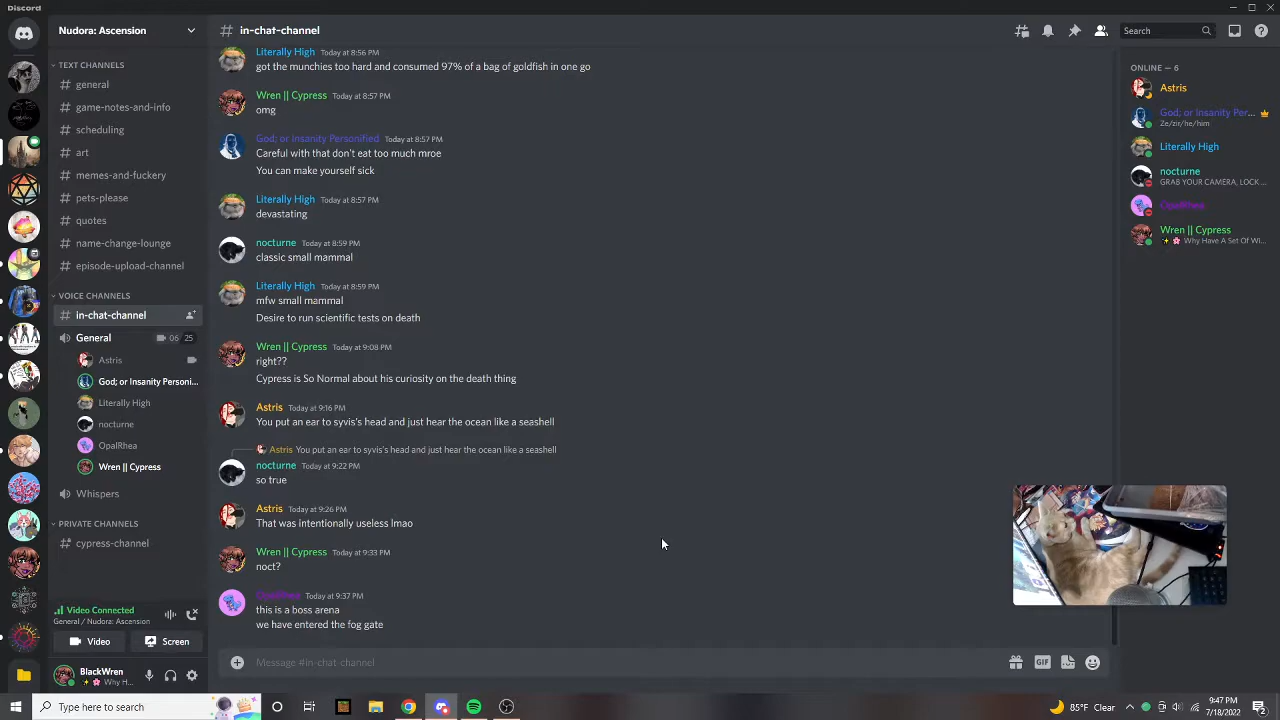 Discord
Nudora: Ascension
in-chat-channel
Search
TEXT CHANNELS
general
game-notes-and-info
scheduling
art
memes-and-fuckery
pets-please
quotes
name-change-lounge
episode-upload-channel
VOICE CHANNELS
in-chat-channel
General
06 25
Astris
God; or Insanity Personi...
Literally High
nocturne
OpalRhea
Wren || Cypress
Whispers
PRIVATE CHANNELS
cypress-channel
Video Connected
General / Nudora: Ascension
Video
Screen
BlackWren
Why H...
Literally High Today at 8:56 PM
got the munchies too hard and consumed 97% of a bag of goldfish in one go
Wren || Cypress Today at 8:57 PM
omg
God; or Insanity Personified Today at 8:57 PM
Careful with that don't eat too much mroe
You can make yourself sick
Literally High Today at 8:57 PM
devastating
nocturne Today at 8:59 PM
classic small mammal
Literally High Today at 8:59 PM
mfw small mammal
Desire to run scientific tests on death
Wren || Cypress Today at 9:08 PM
right??
Cypress is So Normal about his curiosity on the death thing
Astris Today at 9:16 PM
You put an ear to syvis's head and just hear the ocean like a seashell
Astris You put an ear to syvis's head and just hear the ocean like a seashell
nocturne Today at 9:22 PM
so true
Astris Today at 9:26 PM
That was intentionally useless lmao
Wren || Cypress Today at 9:33 PM
noct?
OpalRhea Today at 9:37 PM
this is a boss arena
we have entered the fog gate
Message #in-chat-channel
GIF
ONLINE — 6
Astris
God; or Insanity Per...
Ze/zir/he/him
Literally High
nocturne
GRAB YOUR CAMERA, LOCK ...
OpalRhea
Wren || Cypress
Why Have A Set Of Wi...
Type here to search
85°F Clear
9:47 PM
7/18/2022
2